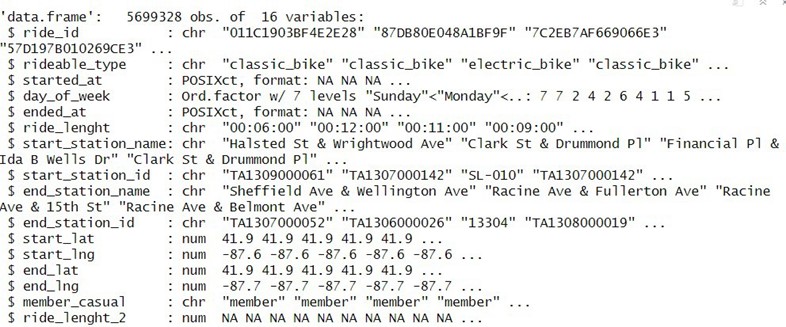 'data.frame':   5699328 obs. of  16 variables:
 $ ride_id           : chr  "011C1903BF4E2E28" "87DB80E048A1BF9F" "7C2EB7AF669066E3"
"57D197B010269CE3" ...
 $ rideable_type     : chr  "classic_bike" "classic_bike" "electric_bike" "classic_bike" ...
 $ started_at        : POSIXct, format: NA NA NA ...
 $ day_of_week       : Ord.factor w/ 7 levels "Sunday"<"Monday"<..: 7 7 2 4 2 6 4 1 1 5 ...
 $ ended_at          : POSIXct, format: NA NA NA ...
 $ ride_lenght       : chr  "00:06:00" "00:12:00" "00:11:00" "00:09:00" ...
 $ start_station_name: chr  "Halsted St & Wrightwood Ave" "Clark St & Drummond Pl" "Financial Pl &
Ida B Wells Dr" "Clark St & Drummond Pl" ...
 $ start_station_id  : chr  "TA1309000061" "TA1307000142" "SL-010" "TA1307000142" ...
 $ end_station_name  : chr  "Sheffield Ave & Wellington Ave" "Racine Ave & Fullerton Ave" "Racine
Ave & 15th St" "Racine Ave & Belmont Ave" ...
 $ end_station_id    : chr  "TA1307000052" "TA1306000026" "13304" "TA1308000019" ...
 $ start_lat         : num  41.9 41.9 41.9 41.9 41.9 ...
 $ start_lng         : num  -87.6 -87.6 -87.6 -87.6 -87.6 ...
 $ end_lat           : num  41.9 41.9 41.9 41.9 41.9 ...
 $ end_lng           : num  -87.7 -87.7 -87.7 -87.7 -87.7 ...
 $ member_casual     : chr  "member" "member" "member" "member" ...
 $ ride_lenght_2     : num  NA NA NA NA NA NA NA NA NA NA ...